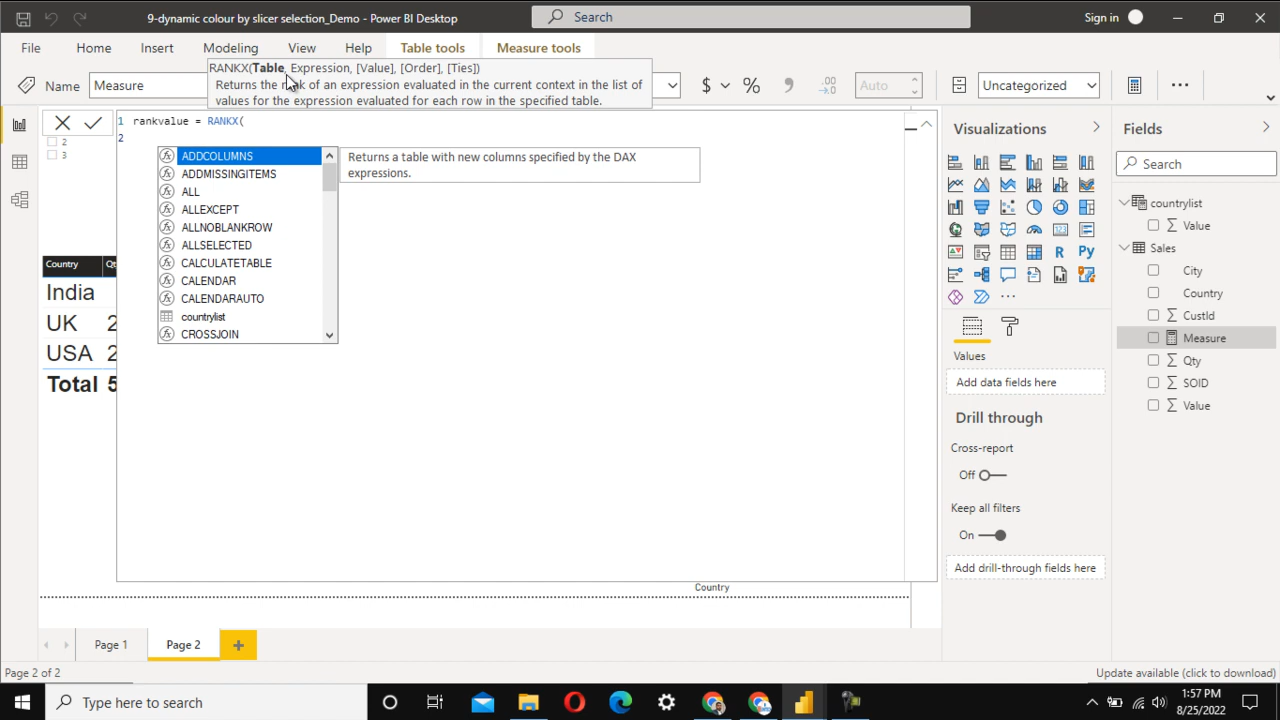 9-dynamic colour by slicer selection_Demo - Power BI Desktop
Search
Sign in
File
Home
Insert
Modeling
View
Help
Table tools
Measure tools
Name
Measure
RANKX(Table, Expression, [Value], [Order], [Ties])
Returns the rank of an expression evaluated in the current context in the list of
values for the expression evaluated for each row in the specified table.
$
%
Auto
Uncategorized
1 rankvalue = RANKX(
2
2
3
ADDCOLUMNS
Returns a table with new columns specified by the DAX
expressions.
ADDMISSINGITEMS
ALL
ALLEXCEPT
ALLNOBLANKROW
ALLSELECTED
CALCULATETABLE
CALENDAR
CALENDARAUTO
countrylist
CROSSJOIN
Country
India
UK 2
USA 2
Total 5
Country
Visualizations
R
Py
Values
Add data fields here
Drill through
Cross-report
Off
Keep all filters
On
Add drill-through fields here
Fields
Search
countrylist
Value
Sales
City
Country
CustId
Measure
Qty
SOID
Value
Page 1
Page 2
Page 2 of 2
Update available (click to download)
Type here to search
1:57 PM
8/25/2022